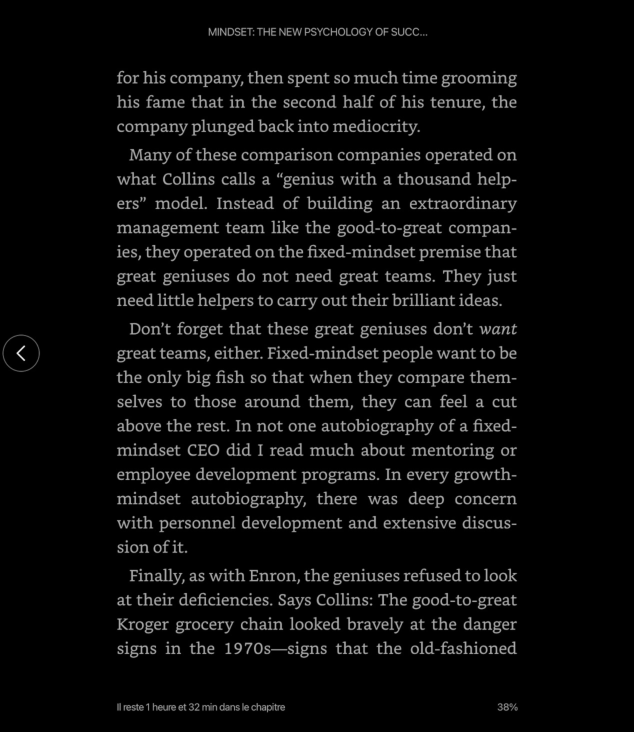 MINDSET: THE NEW PSYCHOLOGY OF SUCC...
for his company, then spent so much time grooming
his fame that in the second half of his tenure, the
company plunged back into mediocrity.
Many of these comparison companies operated on
what Collins calls a “genius with a thousand help-
ers” model. Instead of building an extraordinary
management team like the good-to-great compan-
ies, they operated on the fixed-mindset premise that
great geniuses do not need great teams. They just
need little helpers to carry out their brilliant ideas.
Don’t forget that these great geniuses don’t want
great teams, either. Fixed-mindset people want to be
the only big fish so that when they compare them-
selves to those around them, they can feel a cut
above the rest. In not one autobiography of a fixed-
mindset CEO did I read much about mentoring or
employee development programs. In every growth-
mindset autobiography, there was deep concern
with personnel development and extensive discus-
sion of it.
Finally, as with Enron, the geniuses refused to look
at their deficiencies. Says Collins: The good-to-great
Kroger grocery chain looked bravely at the danger
signs in the 1970s—signs that the old-fashioned
Il reste 1 heure et 32 min dans le chapitre
38%